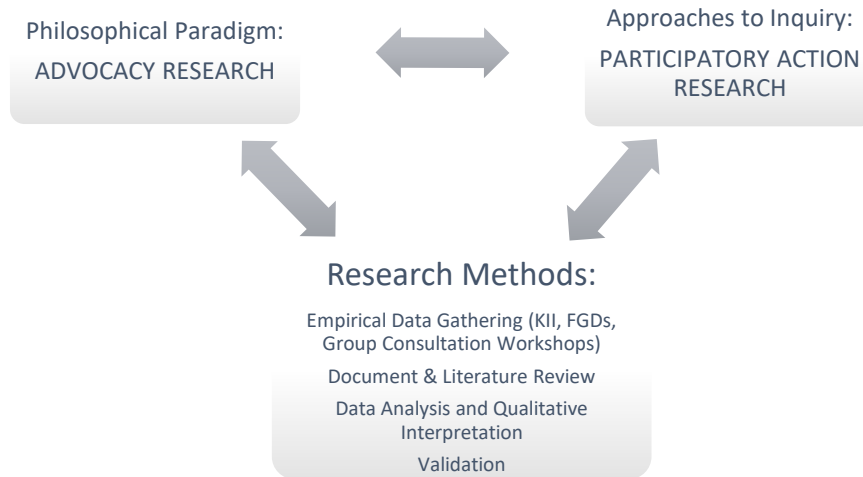 Philosophical Paradigm:
ADVOCACY RESEARCH
Approaches to Inquiry:
PARTICIPATORY ACTION
RESEARCH
Research Methods:
Empirical Data Gathering (KII, FGDs,
Group Consultation Workshops)
Document & Literature Review
Data Analysis and Qualitative
Interpretation
Validation